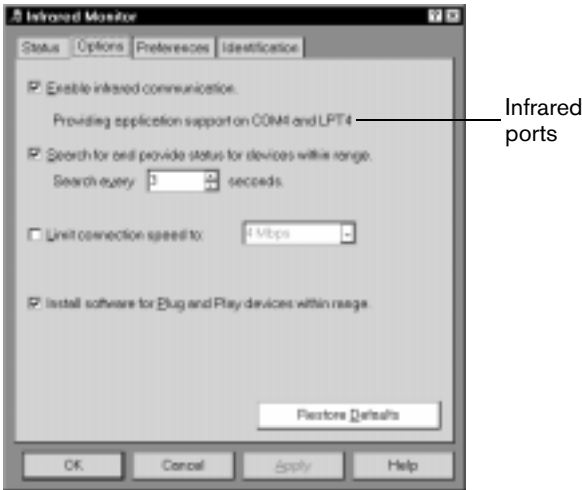 Infrared Monitor
Status Options Preferences Identification
Enable infrared communication.
Providing application support on COM4 and LPT4
Infrared
ports
Search for and provide status for devices within range.
Search every 3 seconds.
Limit connection speed to: 4 Mbps
Install software for Plug and Play devices within range.
Restore Defaults
OK Cancel Apply Help